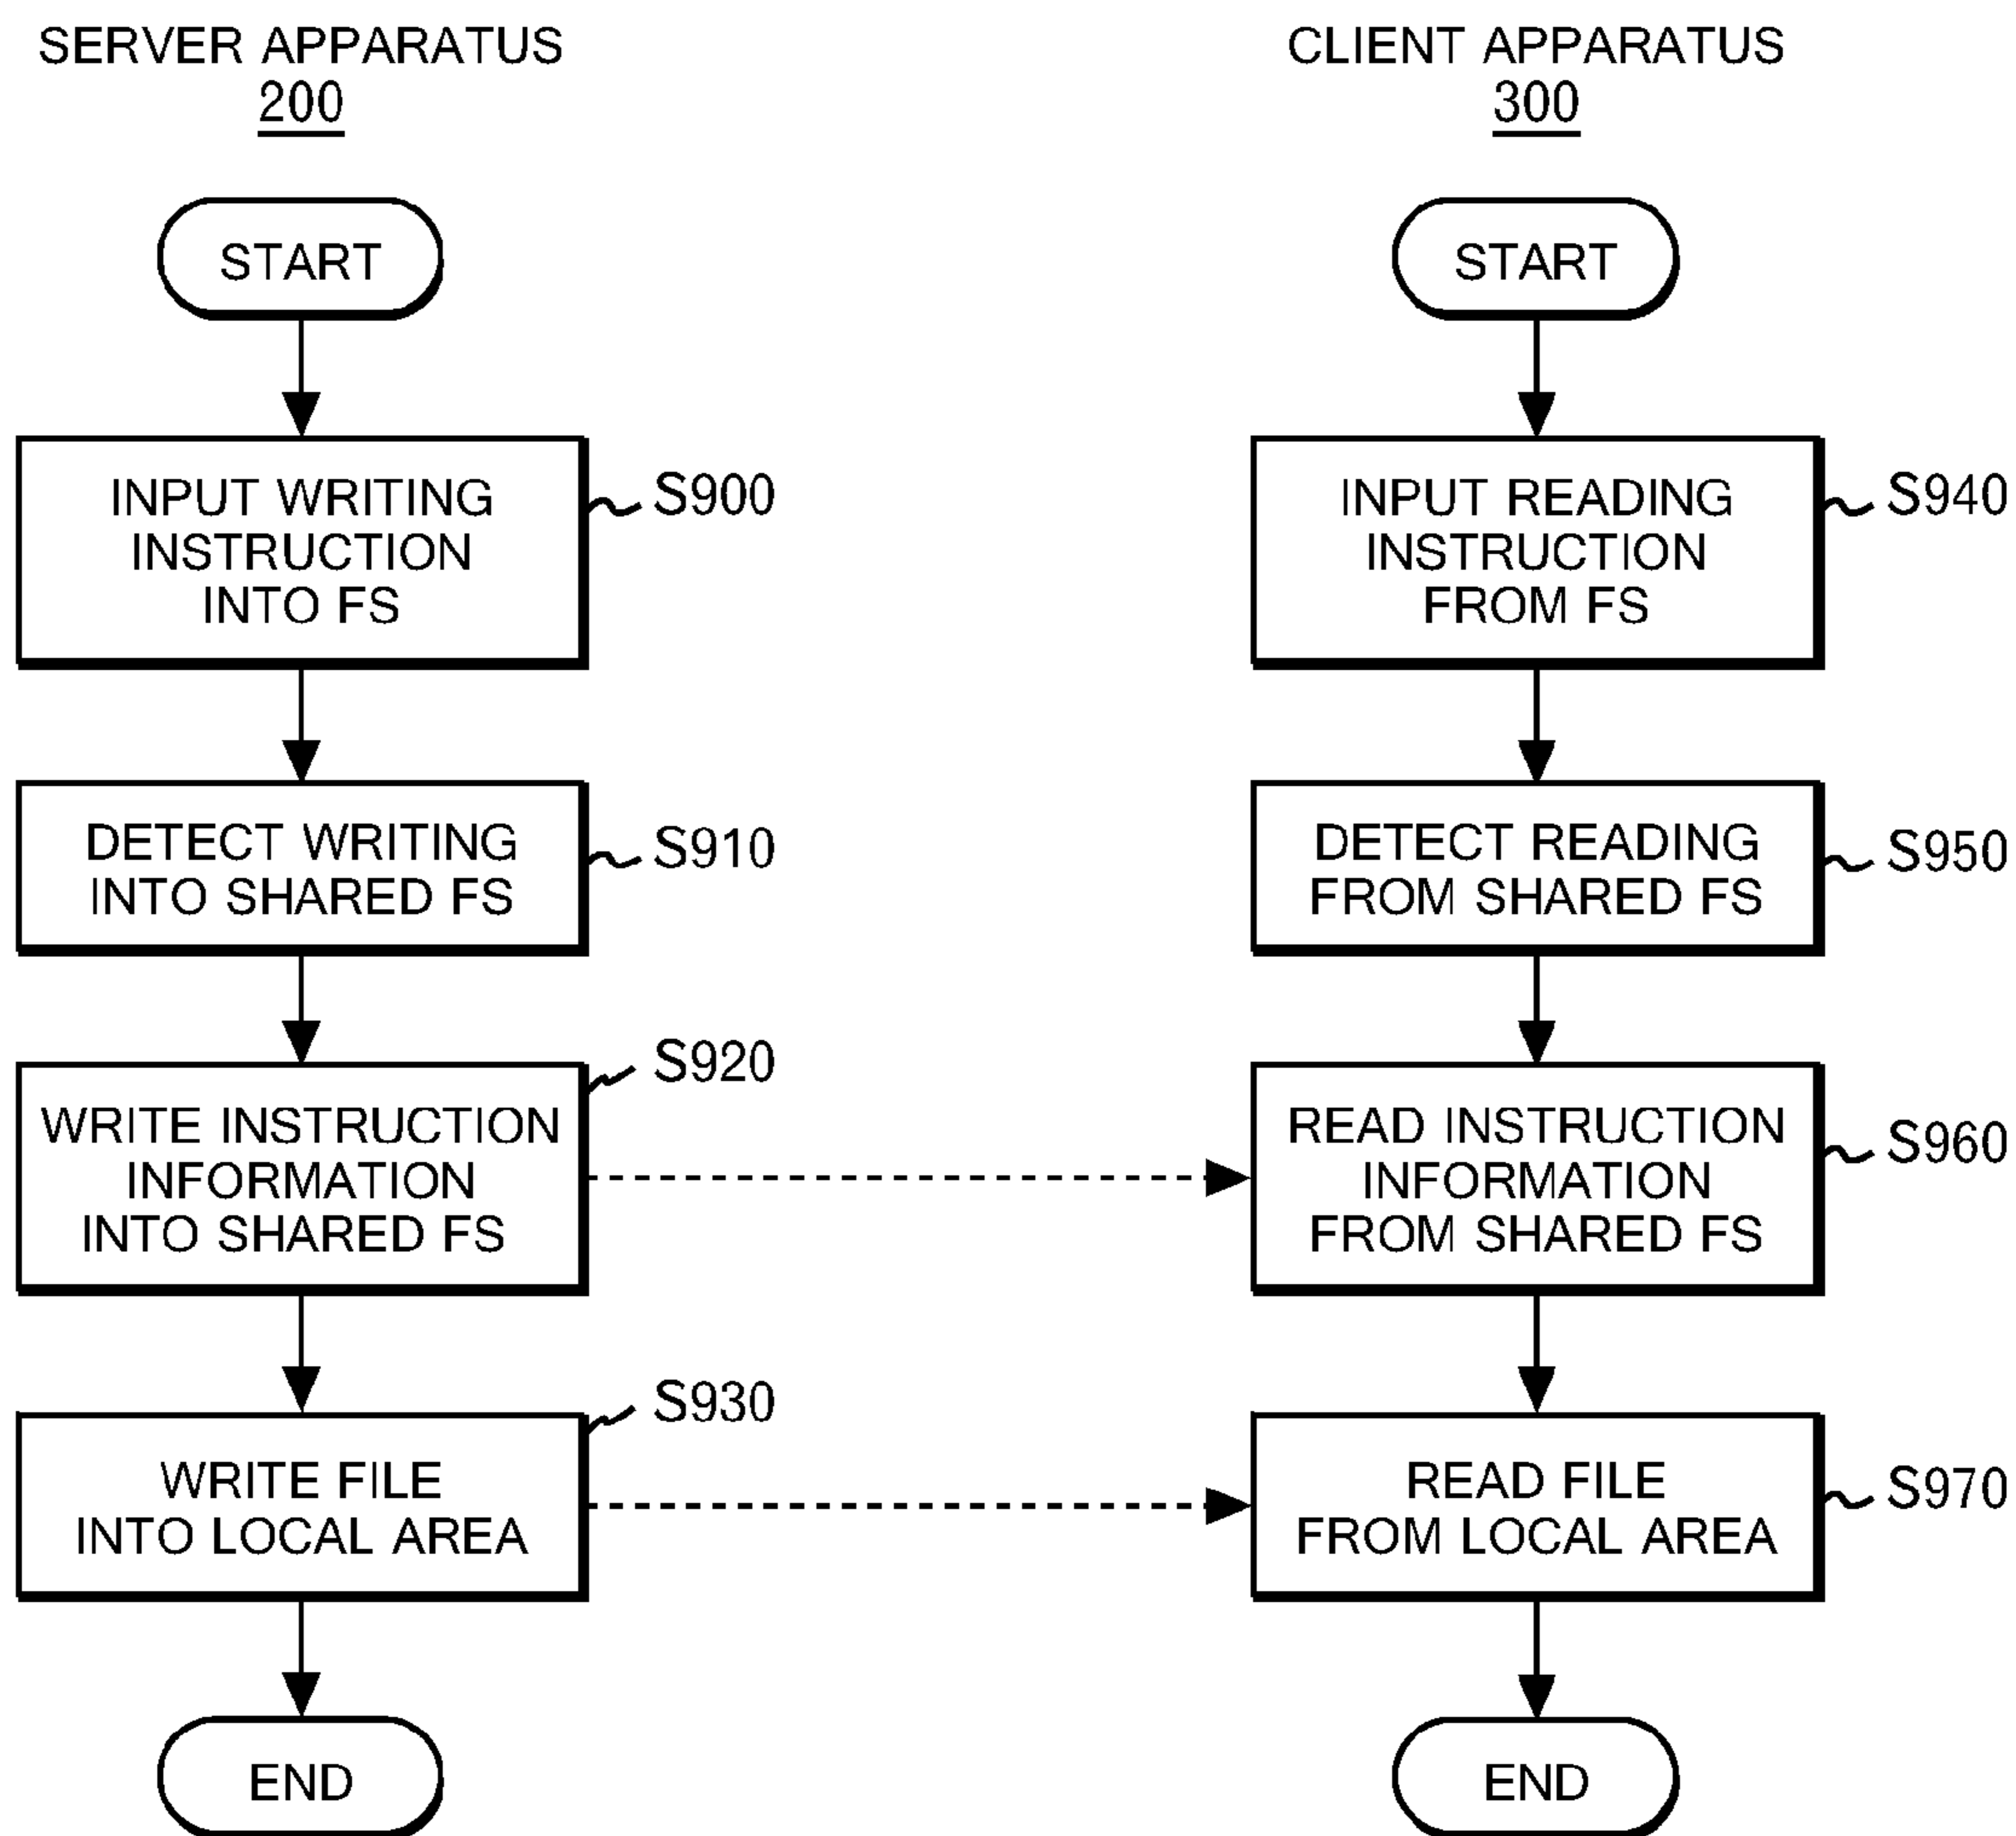 SERVER APPARATUS
200
START
INPUT WRITING
INSTRUCTION
INTO FS
S900
DETECT WRITING
INTO SHARED FS
S910
WRITE INSTRUCTION
INFORMATION
INTO SHARED FS
S920
WRITE FILE
INTO LOCAL AREA
S930
END
CLIENT APPARATUS
300
START
INPUT READING
INSTRUCTION
FROM FS
S940
DETECT READING
FROM SHARED FS
S950
READ INSTRUCTION
INFORMATION
FROM SHARED FS
S960
READ FILE
FROM LOCAL AREA
S970
END